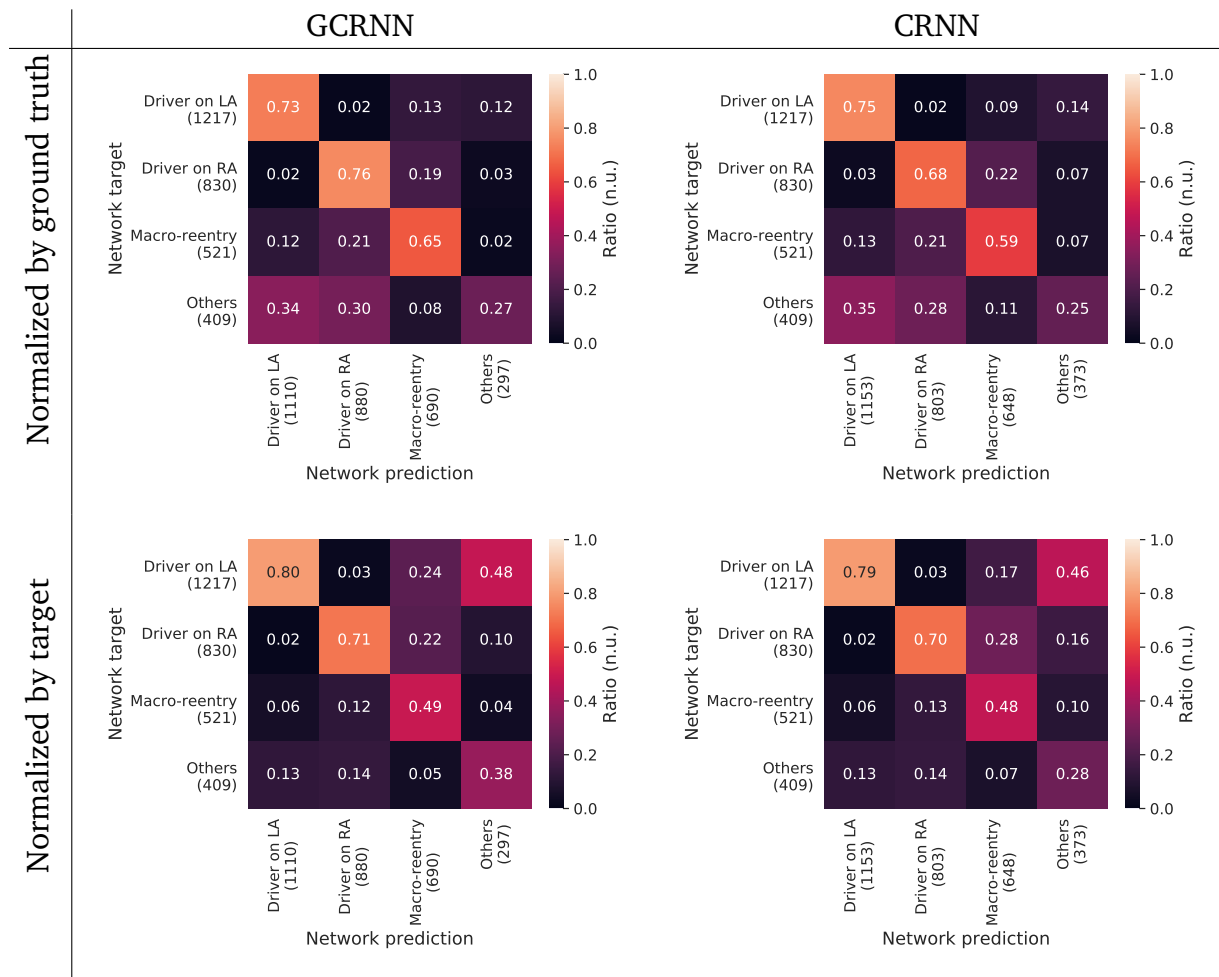 GCRNN
CRNN
Normalized by ground truth
Network target
Driver on LA
(1217)
Driver on RA
(830)
Macro-reentry
(521)
Others
(409)
0.73 0.02 0.13 0.12
0.02 0.76 0.19 0.03
0.12 0.21 0.65 0.02
0.34 0.30 0.08 0.27
Driver on LA
(1110)
Driver on RA
(880)
Macro-reentry
(690)
Others
(297)
Network prediction
1.0
0.8
0.6
0.4
0.2
0.0
Ratio (n.u.)
Network target
Driver on LA
(1217)
Driver on RA
(830)
Macro-reentry
(521)
Others
(409)
0.75 0.02 0.09 0.14
0.03 0.68 0.22 0.07
0.13 0.21 0.59 0.07
0.35 0.28 0.11 0.25
Driver on LA
(1153)
Driver on RA
(803)
Macro-reentry
(648)
Others
(373)
Network prediction
1.0
0.8
0.6
0.4
0.2
0.0
Ratio (n.u.)
Normalized by target
Network target
Driver on LA
(1217)
Driver on RA
(830)
Macro-reentry
(521)
Others
(409)
0.80 0.03 0.24 0.48
0.02 0.71 0.22 0.10
0.06 0.12 0.49 0.04
0.13 0.14 0.05 0.38
Driver on LA
(1110)
Driver on RA
(880)
Macro-reentry
(690)
Others
(297)
Network prediction
1.0
0.8
0.6
0.4
0.2
0.0
Ratio (n.u.)
Network target
Driver on LA
(1217)
Driver on RA
(830)
Macro-reentry
(521)
Others
(409)
0.79 0.03 0.17 0.46
0.02 0.70 0.28 0.16
0.06 0.13 0.48 0.10
0.13 0.14 0.07 0.28
Driver on LA
(1153)
Driver on RA
(803)
Macro-reentry
(648)
Others
(373)
Network prediction
1.0
0.8
0.6
0.4
0.2
0.0
Ratio (n.u.)